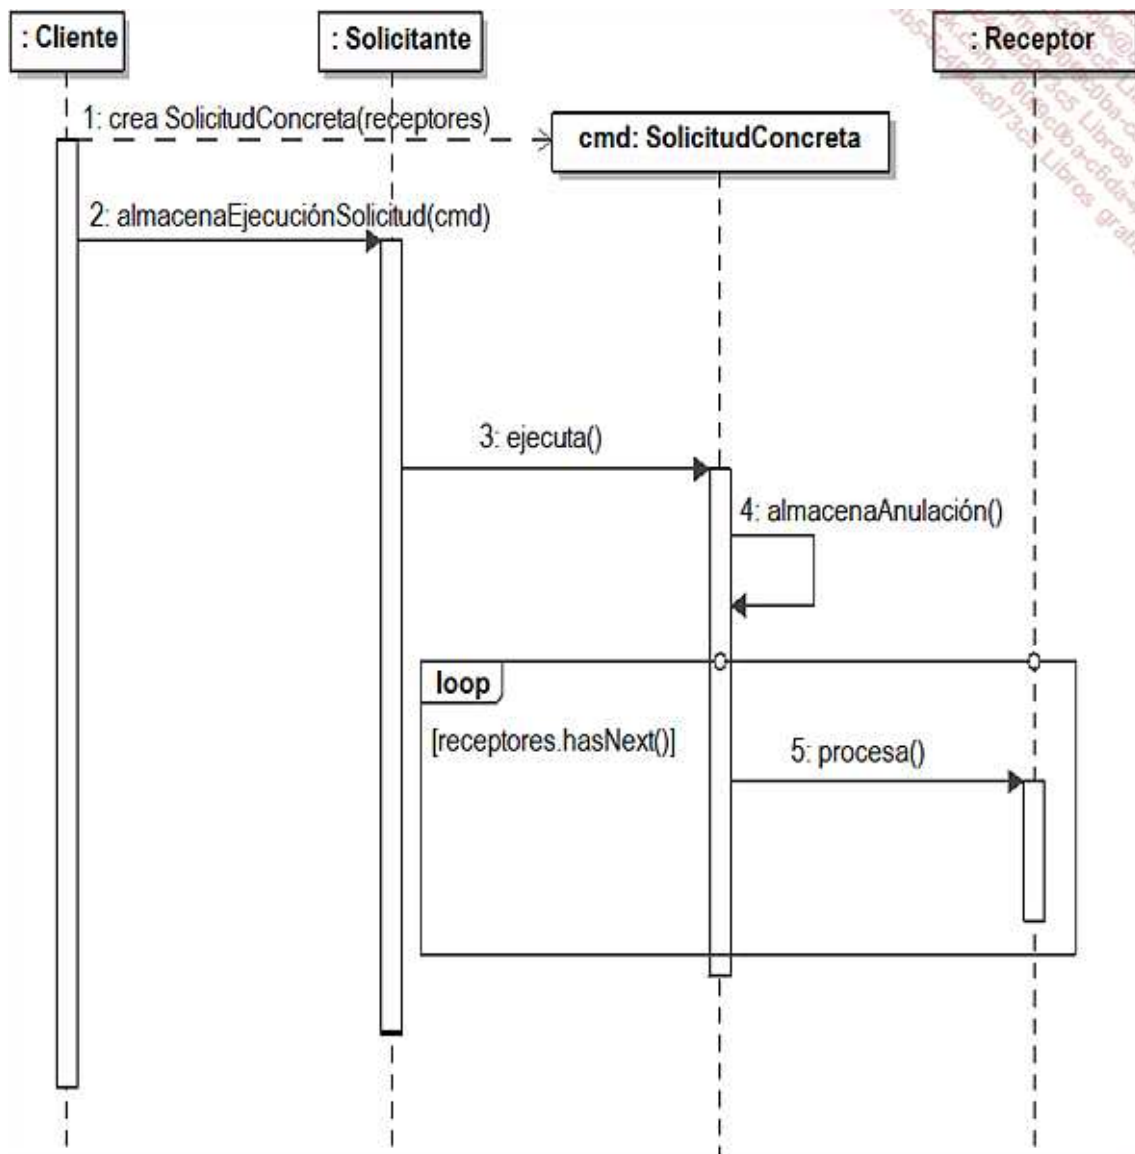 : Cliente
: Solicitante
: Receptor
1: crea SolicitudConcreta(receptores)
cmd: SolicitudConcreta
2: almacenaEjecuciónSolicitud(cmd)
3: ejecuta()
4: almacenaAnulación()
loop
[receptores.hasNext()]
5: procesa()